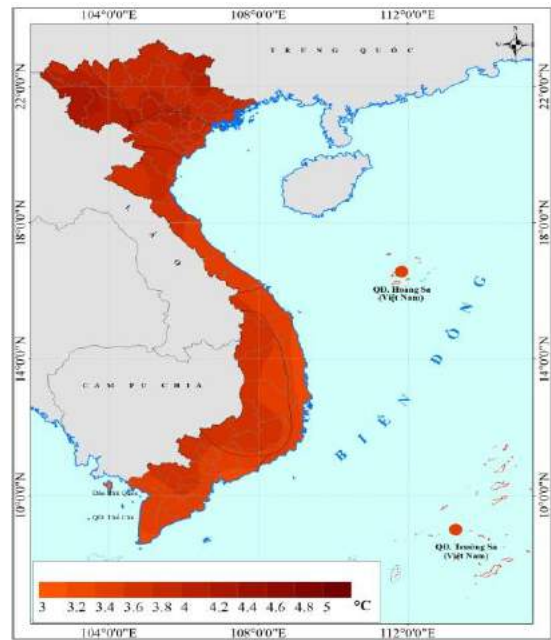 104°0'0"E 108°0'0"E 112°0'0"E
N
TRUNG QUỐC
22°0'0"N 22°0'0"N
18°0'0"N 18°0'0"N
LÀO
QĐ. Hoàng Sa
(Việt Nam)
14°0'0"N 14°0'0"N
CAM PU CHIA
BIỂN ĐÔNG
10°0'0"N 10°0'0"N
QĐ. Trường Sa
(Việt Nam)
3 3.2 3.4 3.6 3.8 4 4.2 4.4 4.6 4.8 5 °C
104°0'0"E 108°0'0"E 112°0'0"E